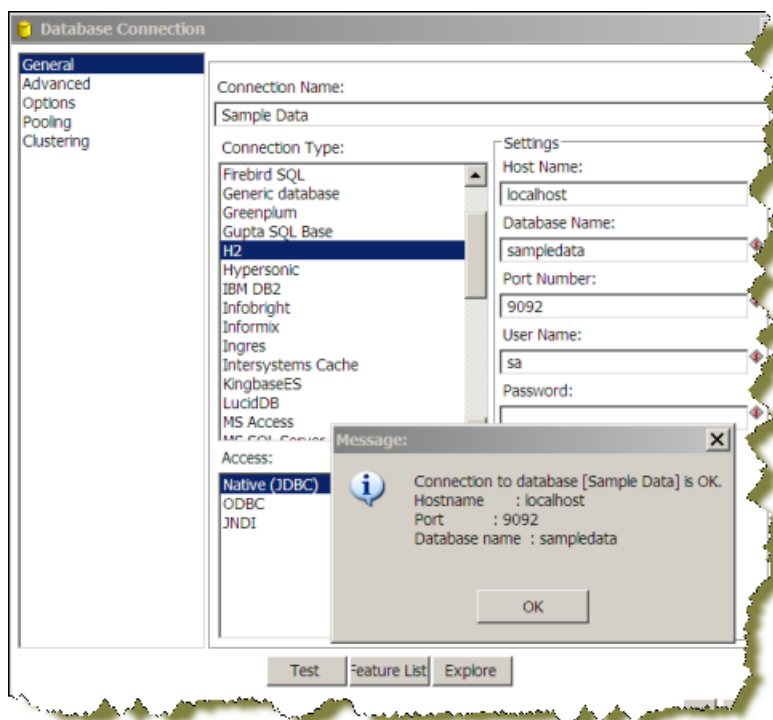 Database Connection
General
Advanced
Options
Pooling
Clustering
Connection Name:
Sample Data
Connection Type:
Firebird SQL
Generic database
Greenplum
Gupta SQL Base
H2
Hypersonic
IBM DB2
Infobright
Informix
Ingres
Intersystems Cache
KingbaseES
LucidDB
MS Access
MS SQL Server
Settings
Host Name:
localhost
Database Name:
sampledata
Port Number:
9092
User Name:
sa
Password:
Access:
Native (JDBC)
ODBC
JNDI
Message:
Connection to database [Sample Data] is OK.
Hostname : localhost
Port : 9092
Database name : sampledata
OK
Test
Feature List
Explore